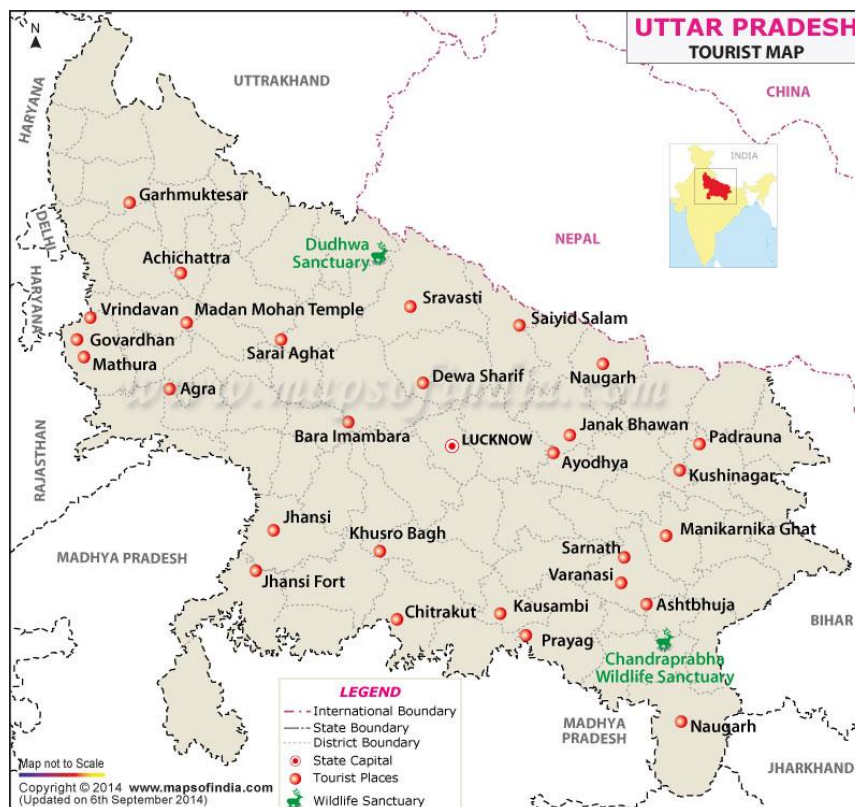 UTTAR PRADESH
TOURIST MAP
N
HARYANA
UTTRAKHAND
CHINA
INDIA
Garhmuktesar
DELHI
NEPAL
Dudhwa
Sanctuary
Achichattra
HARYANA
Vrindavan
Madan Mohan Temple
Sravasti
Saiyid Salam
Govardhan
Sarai Aghat
Mathura
www.mapsofindia.com
Agra
Dewa Sharif
Naugarh
RAJASTHAN
Bara Imambara
LUCKNOW
Janak Bhawan
Ayodhya
Padrauna
Kushinagar
Jhansi
Khusro Bagh
Manikarnika Ghat
MADHYA PRADESH
Sarnath
Jhansi Fort
Varanasi
Chitrakut
Kausambi
Ashtbhuja
BIHAR
Prayag
Chandraprabha
Wildlife Sanctuary
LEGEND
International Boundary
State Boundary
District Boundary
State Capital
Tourist Places
Wildlife Sanctuary
MADHYA
PRADESH
Naugarh
JHARKHAND
Map not to Scale
Copyright © 2014 www.mapsofindia.com
(Updated on 6th September 2014)